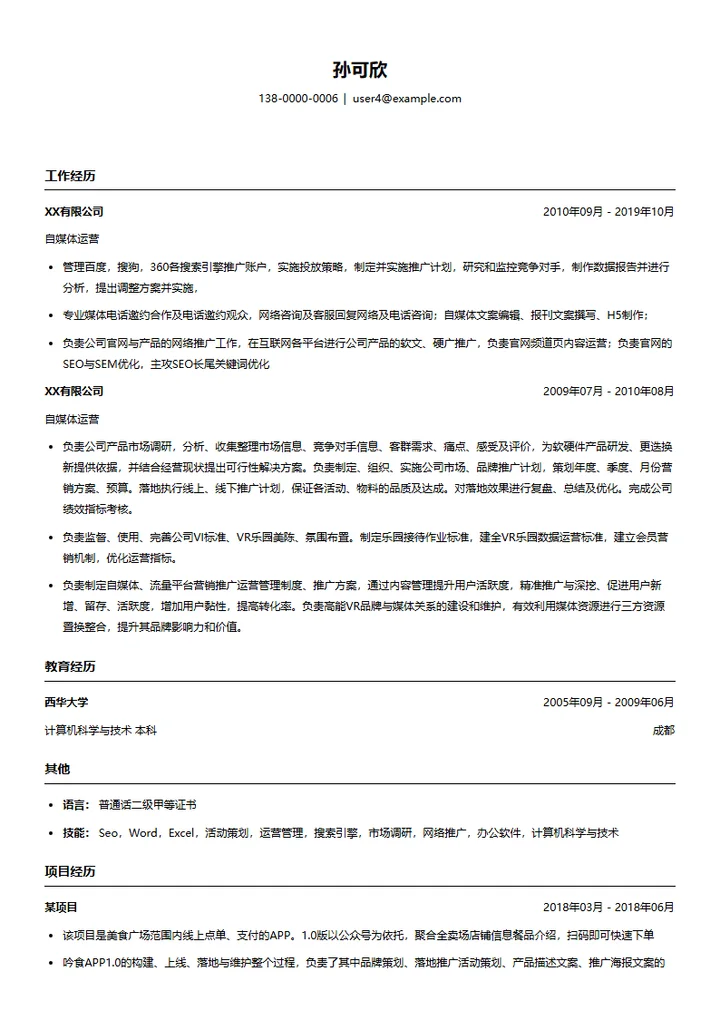 孙可欣
138-0000-0006 | user4@example.com
工作经历
XX有限公司 2010年09月 - 2019年10月
自媒体运营
• 管理百度，搜狗，360各搜索引擎推广账户，实施投放策略，制定并实施推广计划，研究和监控竞争对手，制作数据报告并进行
分析，提出调整方案并实施，
• 专业媒体电话邀约合作及电话邀约观众，网络咨询及客服回复网络及电话咨询；自媒体文案编辑、报刊文案撰写、H5制作；
• 负责公司官网与产品的网络推广工作，在互联网各平台进行公司产品的软文、硬广推广，负责官网频道页内容运营；负责官网的
SEO与SEM优化，主攻SEO长尾关键词优化
XX有限公司 2009年07月 - 2010年08月
自媒体运营
• 负责公司产品市场调研，分析、收集整理市场信息、竞争对手信息、客群需求、痛点、感受及评价，为软硬件产品研发、更迭换
新提供依据，并结合经营现状提出可行性解决方案。负责制定、组织、实施公司市场、品牌推广计划，策划年度、季度、月份营
销方案、预算。落地执行线上、线下推广计划，保证各活动、物料的品质及达成。对落地效果进行复盘、总结及优化。完成公司
绩效指标考核。
• 负责监督、使用、完善公司VI标准、VR乐园美陈、氛围布置。制定乐园接待作业标准，建全VR乐园数据运营标准，建立会员营
销机制，优化运营指标。
• 负责制定自媒体、流量平台营销推广运营管理制度、推广方案，通过内容管理提升用户活跃度，精准推广与深挖、促进用户新
增、留存、活跃度，增加用户黏性，提高转化率。负责高能VR品牌与媒体关系的建设和维护，有效利用媒体资源进行三方资源
置换整合，提升其品牌影响力和价值。
教育经历
西华大学 2005年09月 - 2009年06月
计算机科学与技术 本科 成都
其他
• 语言： 普通话二级甲等证书
• 技能： Seo，Word，Excel，活动策划，运营管理，搜索引擎，市场调研，网络推广，办公软件，计算机科学与技术
项目经历
某项目 2018年03月 - 2018年06月
• 该项目是美食广场范围内线上点单、支付的APP。1.0版以公众号为依托，聚合全卖场店铺信息餐品介绍，扫码即可快速下单
• 吟食APP1.0的构建、上线、落地与维护整个过程，负责了其中品牌策划、落地推广活动策划、产品描述文案、推广海报文案的